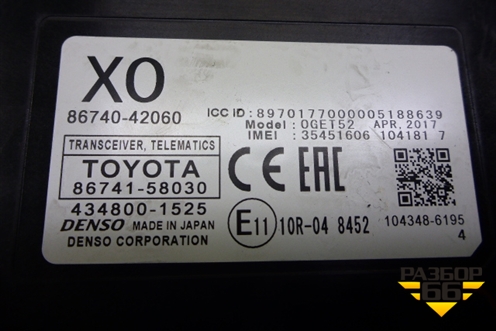 XO
86740-42060
ICC iD : 8970177000005188639
Model : OGET52 APR, 2017
IMEI : 35451606 104181 7
TRANSCEIVER, TELEMATICS
TOYOTA
86741-58030
434800-1525
DENSO MADE IN JAPAN
DENSO CORPORATION
CE EAC
E11 10R-04 8452
104348-6195
4
РАЗБОР
66